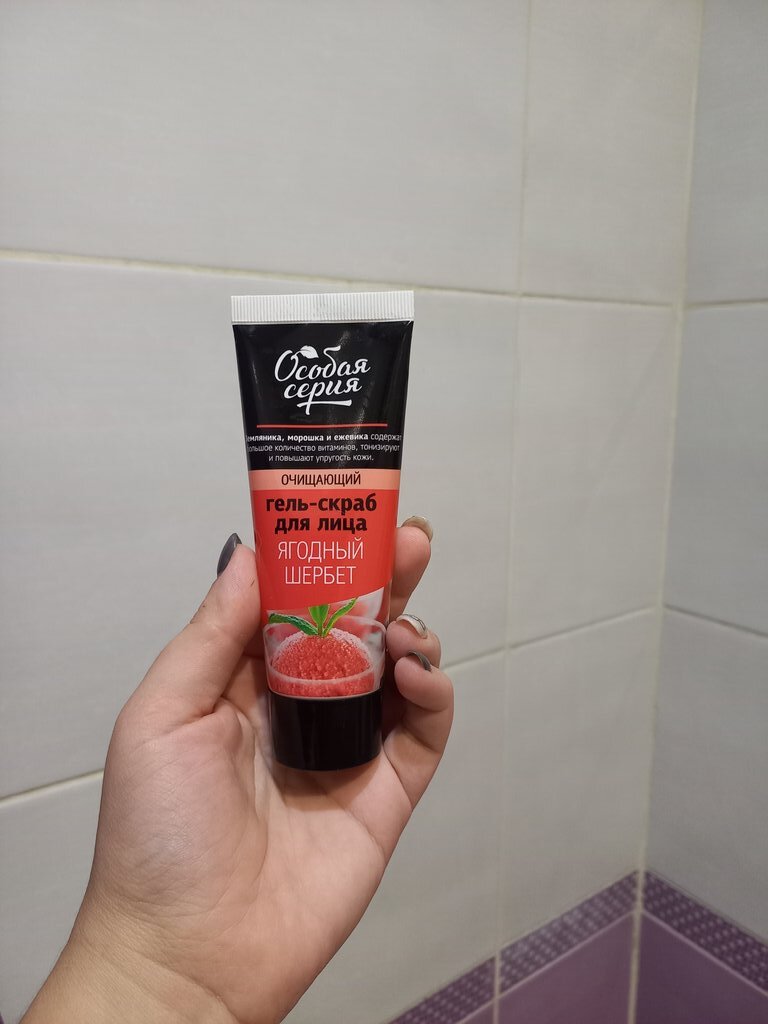 Особая
серия
Земляника, морошка и ежевика содержат
большое количество витаминов, тонизируют
и повышают упругость кожи.
ОЧИЩАЮЩИЙ
гель-скраб
для лица
ЯГОДНЫЙ
ШЕРБЕТ